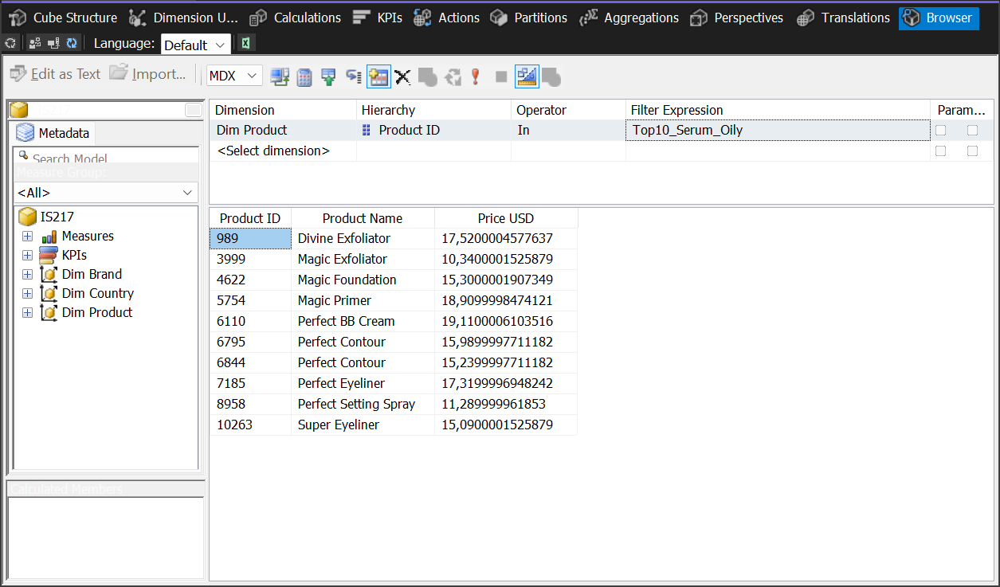 Cube Structure Dimension U... Calculations KPIs Actions Partitions Aggregations Perspectives Translations Browser
Language: Default
Edit as Text Import... MDX
Metadata
Search Model
Measure Group:
<All>
IS217
Measures
KPIs
Dim Brand
Dim Country
Dim Product
Calculated Members
Dimension Hierarchy Operator Filter Expression Param...
Dim Product Product ID In Top10_Serum_Oily
<Select dimension>
Product ID Product Name Price USD
989 Divine Exfoliator 17,5200004577637
3999 Magic Exfoliator 10,3400001525879
4622 Magic Foundation 15,3000001907349
5754 Magic Primer 18,9099998474121
6110 Perfect BB Cream 19,1100006103516
6795 Perfect Contour 15,9899997711182
6844 Perfect Contour 15,2399997711182
7185 Perfect Eyeliner 17,3199996948242
8958 Perfect Setting Spray 11,289999961853
10263 Super Eyeliner 15,0900001525879